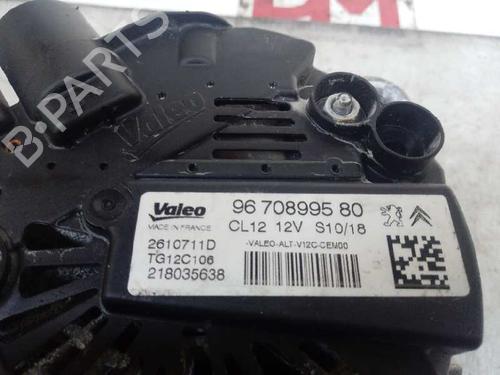 Valeo
Valeo
MADE IN FRANCE
96 708995 80
CL12 12V S10/18
2610711D
-VALEO-ALT-V12C-CEM00
TG12C106
218035638
B-PARTS